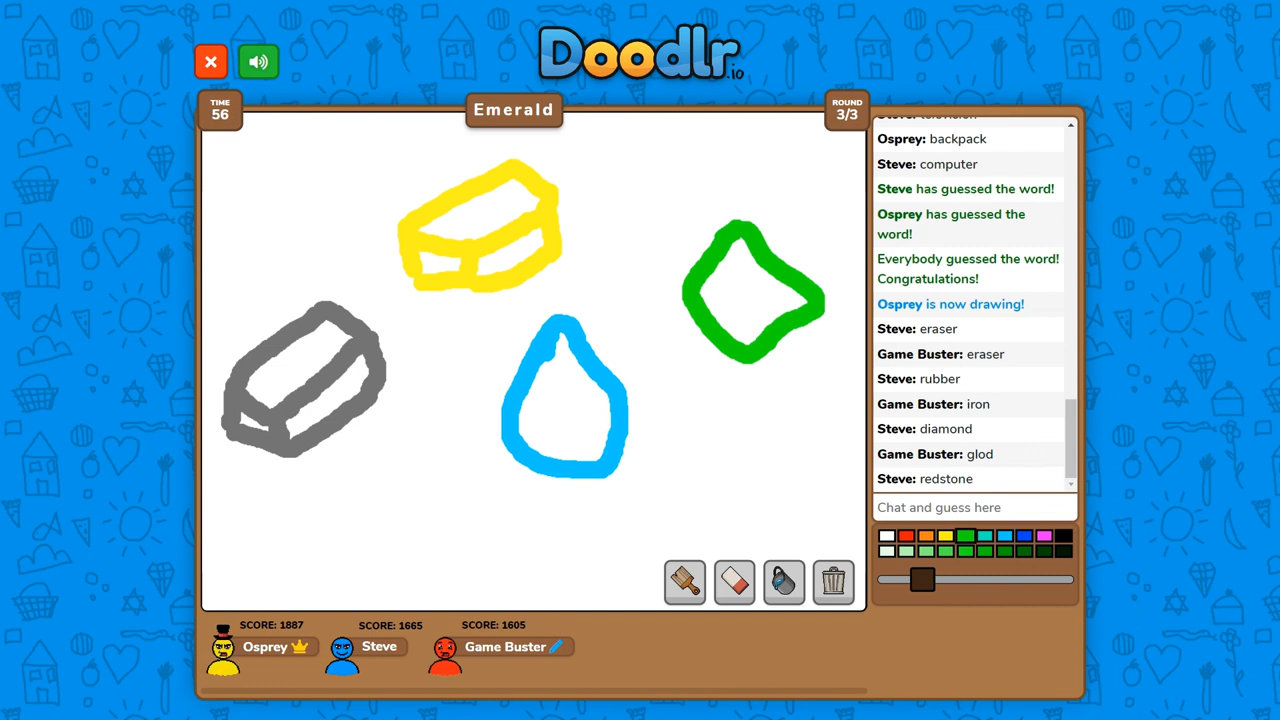 Doodlr.io
TIME
56
Emerald
ROUND
3/3
Osprey: backpack
Steve: computer
Steve has guessed the word!
Osprey has guessed the
word!
Everybody guessed the word!
Congratulations!
Osprey is now drawing!
Steve: eraser
Game Buster: eraser
Steve: rubber
Game Buster: iron
Steve: diamond
Game Buster: glod
Steve: redstone
Chat and guess here
SCORE: 1887
Osprey
SCORE: 1665
Steve
SCORE: 1605
Game Buster